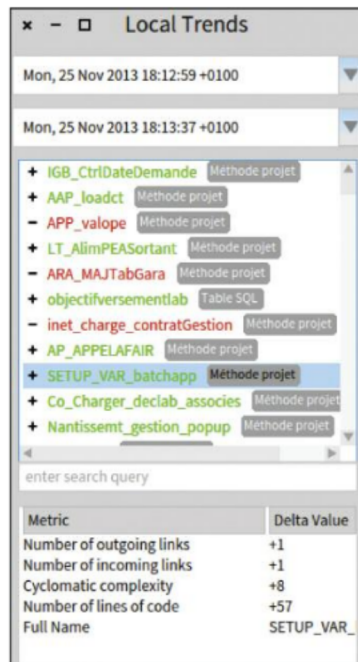 × – □ Local Trends
Mon, 25 Nov 2013 18:12:59 +0100
Mon, 25 Nov 2013 18:13:37 +0100
+ IGB_CtrlDateDemande Méthode projet
+ AAP_loadct Méthode projet
– APP_valope Méthode projet
+ LT_AlimPEASortant Méthode projet
– ARA_MAJTabGara Méthode projet
+ objectifversementlab Table SQL
– inet_charge_contratGestion Méthode projet
+ AP_APPELAFAIR Méthode projet
+ SETUP_VAR_batchapp Méthode projet
+ Co_Charger_declab_associes Méthode projet
+ Nantissemt_gestion_popup Méthode projet
enter search query
Metric Delta Value
Number of outgoing links +1
Number of incoming links +1
Cyclomatic complexity +8
Number of lines of code +57
Full Name SETUP_VAR_